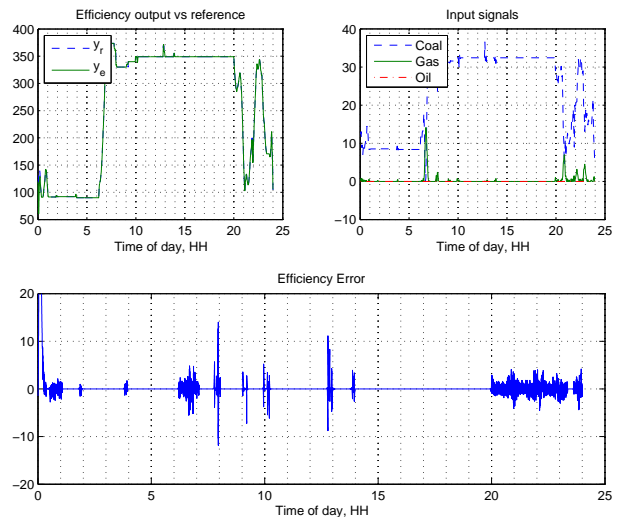 Efficiency output vs reference
400
350
300
250
200
150
100
50
0 5 10 15 20 25
Time of day, HH
y_r
y_e
Input signals
40
30
20
10
0
−10
0 5 10 15 20 25
Time of day, HH
Coal
Gas
Oil
Efficiency Error
20
10
0
−10
−20
0 5 10 15 20 25
Time of day, HH